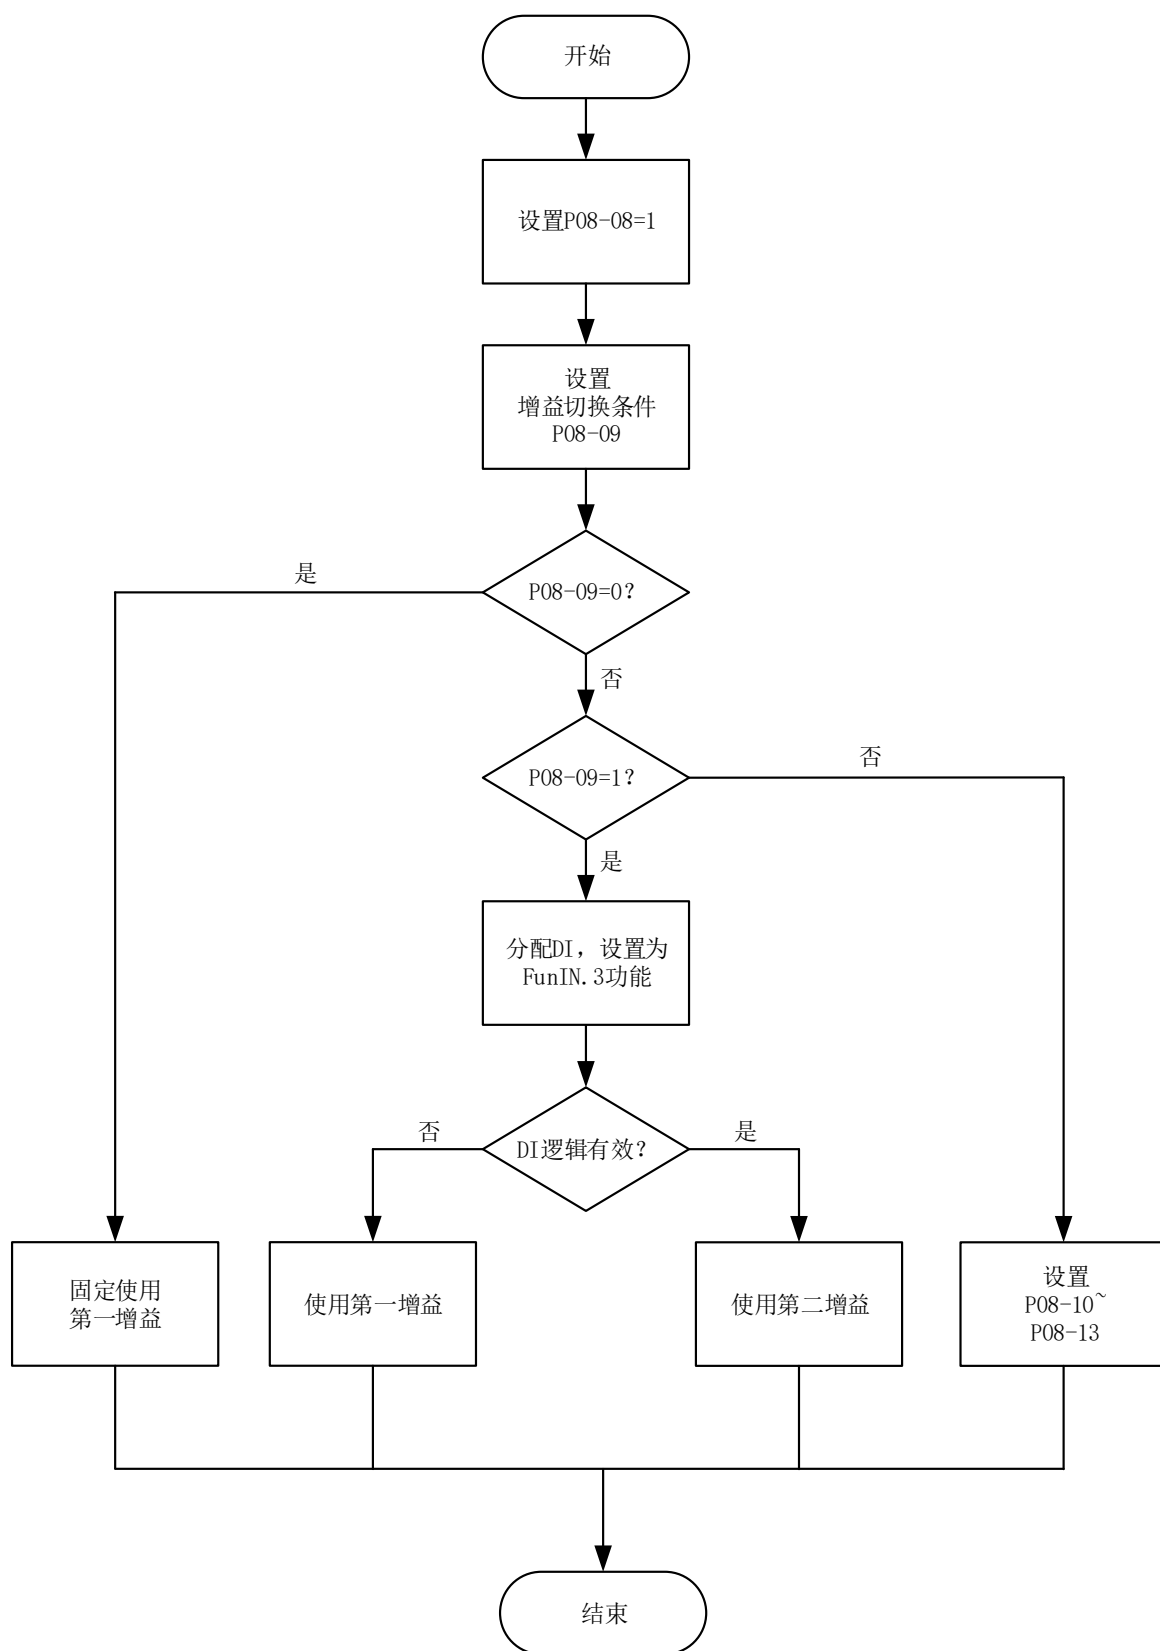 开始
设置P08-08=1
设置
增益切换条件
P08-09
是
P08-09=0？
否
否
P08-09=1？
是
分配DI，设置为
FunIN.3功能
否
是
DI逻辑有效？
固定使用
第一增益
使用第一增益
使用第二增益
设置
P08-10~
P08-13
结束